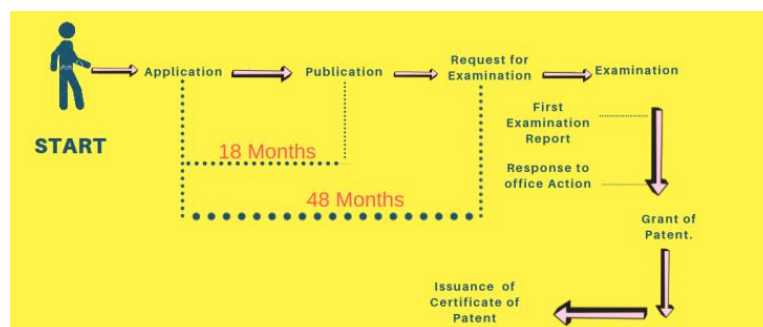 Application
Publication
Request for
Examination
Examination
START
18 Months
48 Months
First
Examination
Report
Response to
office Action
Grant of
Patent.
Issuance of
Certificate of
Patent